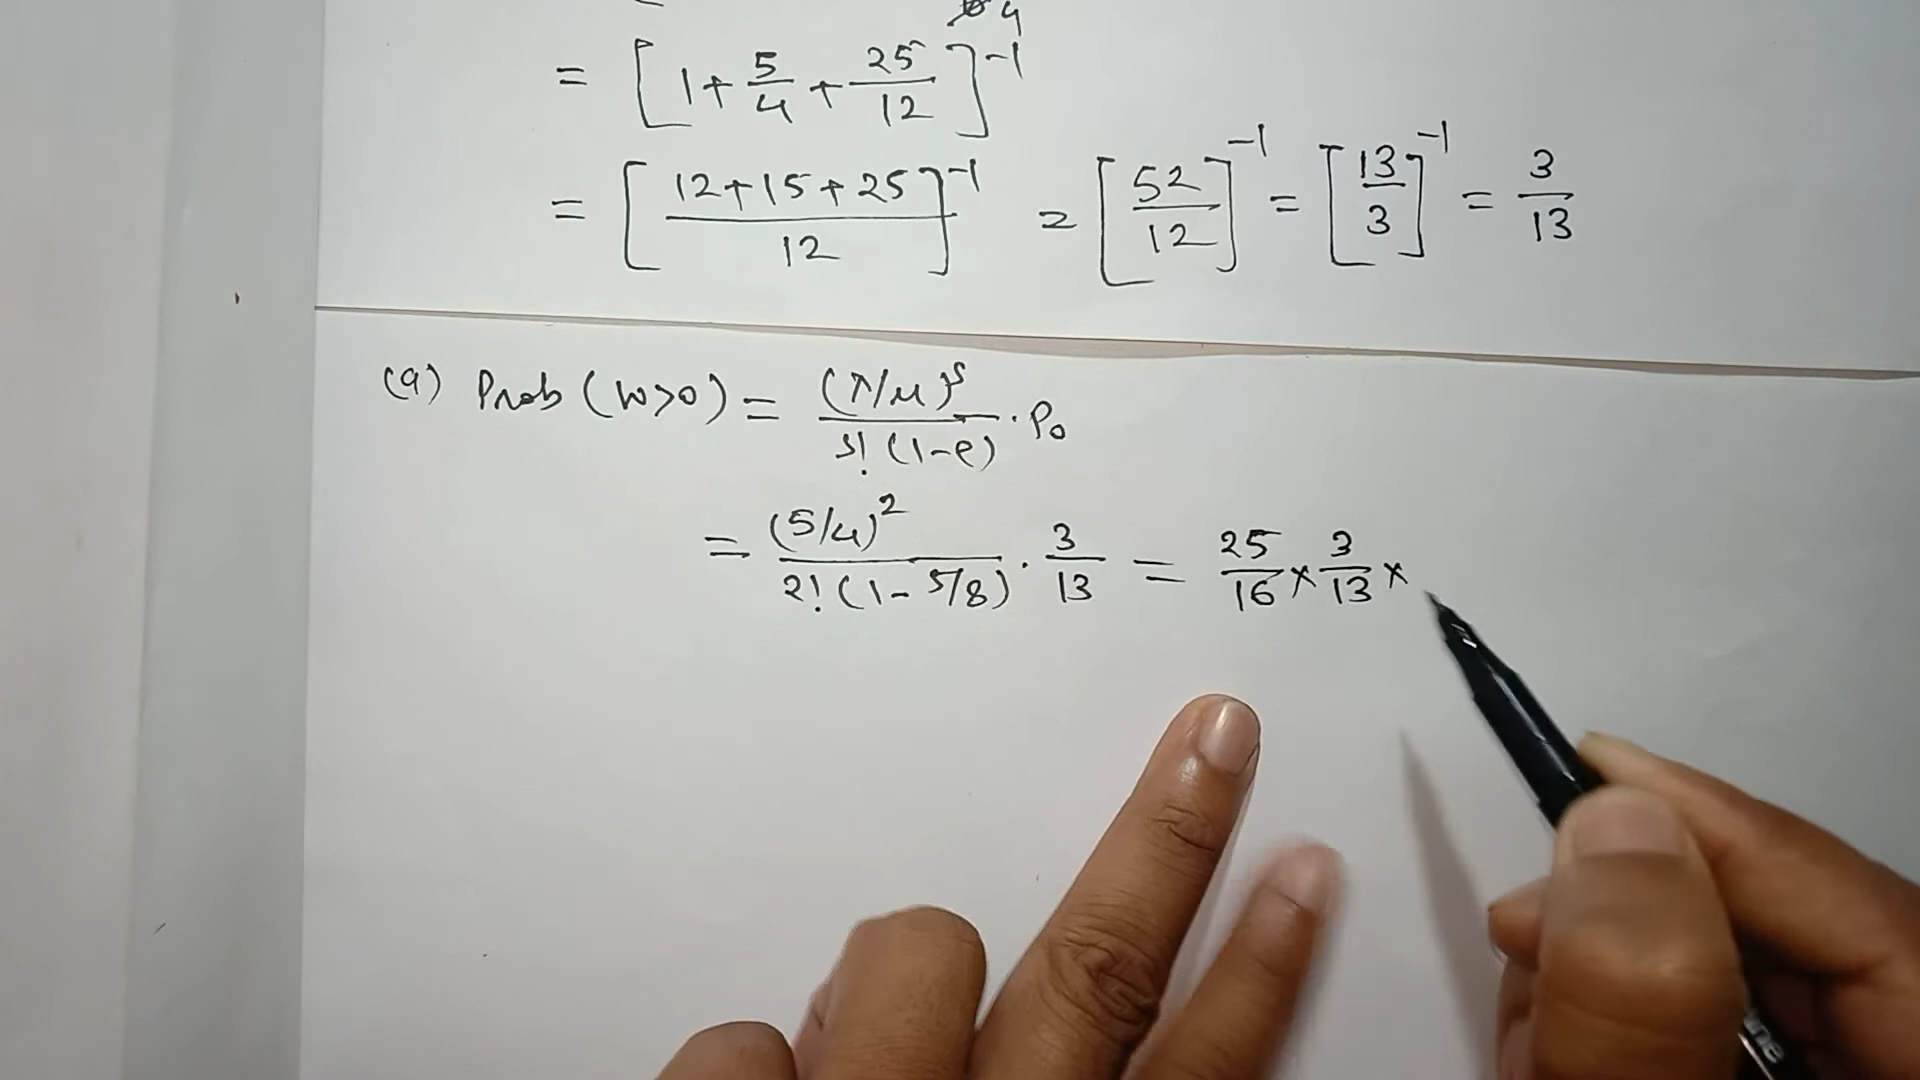 4
= [1 + 5/4 + 25/12]^-1
= [(12+15+25)/12]^-1 = [52/12]^-1 = [13/3]^-1 = 3/13
(a) Prob (W>0) = (λ/μ)^s / s! (1-ρ) · P₀
= (5/4)^2 / 2! (1 - 5/8) · 3/13 = 25/16 × 3/13 ×